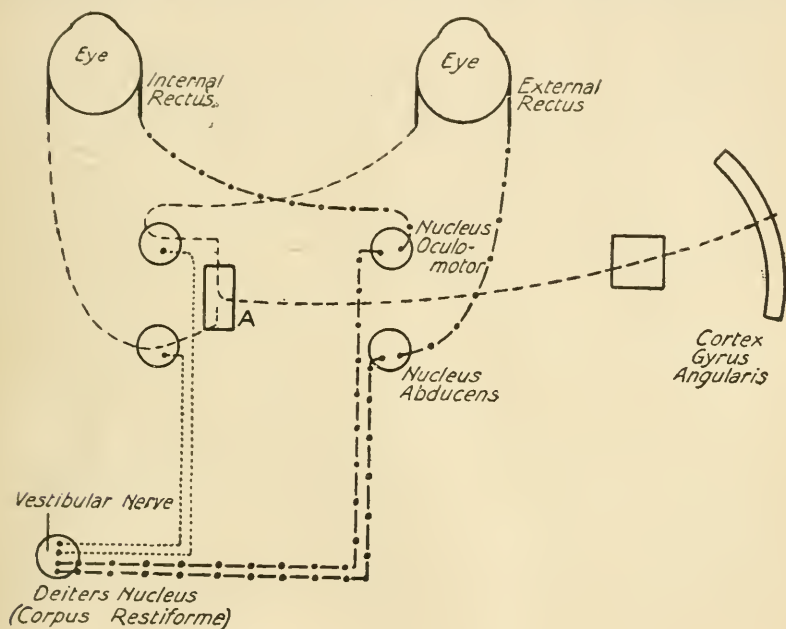 Eye
Internal
Rectus
Eye
External
Rectus
Nucleus
Oculo-
motor
A
Nucleus
Abducens
Cortex
Gyrus
Angularis
Vestibular Nerve
Deiters Nucleus
(Corpus Restiforme)